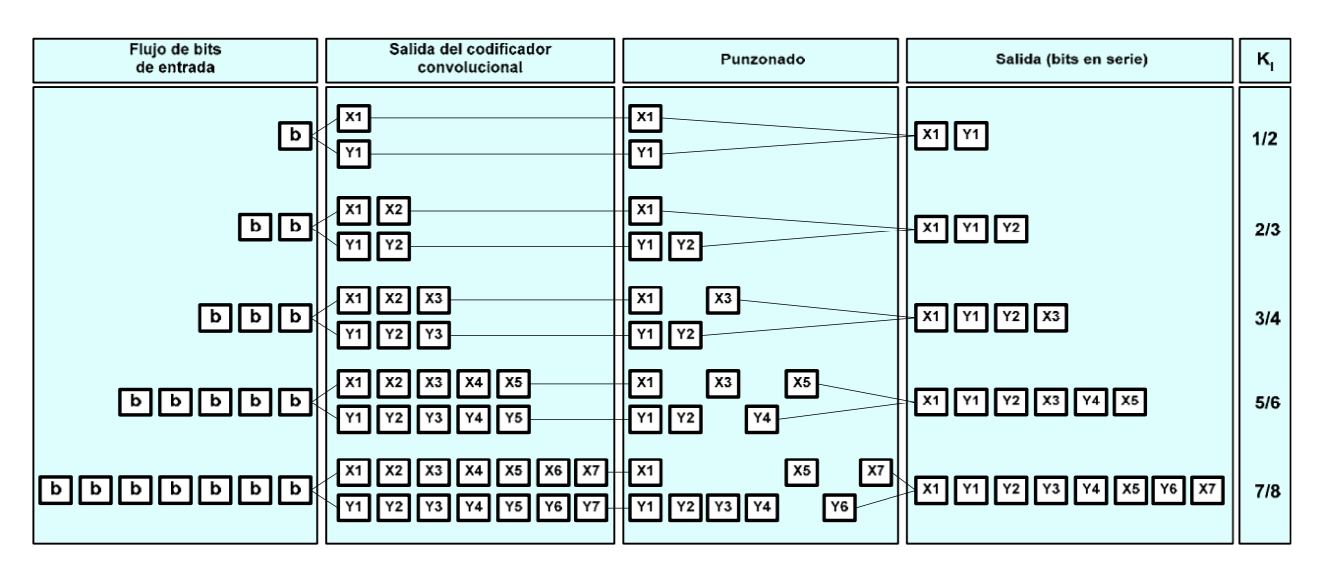 Flujo de bits
de entrada
Salida del codificador
convolucional
Punzonado
Salida (bits en serie)
K_I
X1 X1
b X1 Y1 1/2
Y1 Y1
X1 X2 X1
b b X1 Y1 Y2 2/3
Y1 Y2 Y1 Y2
X1 X2 X3 X1 X3
b b b X1 Y1 Y2 X3 3/4
Y1 Y2 Y3 Y1 Y2
X1 X2 X3 X4 X5 X1 X3 X5
b b b b b X1 Y1 Y2 X3 Y4 X5 5/6
Y1 Y2 Y3 Y4 Y5 Y1 Y2 Y4
X1 X2 X3 X4 X5 X6 X7 X1 X5 X7
b b b b b b b X1 Y1 Y2 Y3 Y4 X5 Y6 X7 7/8
Y1 Y2 Y3 Y4 Y5 Y6 Y7 Y1 Y2 Y3 Y4 Y6